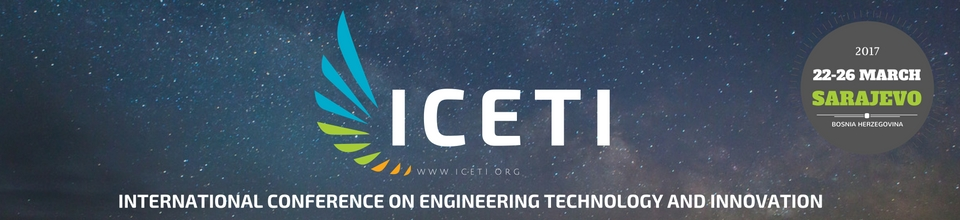 2017
22-26 MARCH
SARAJEVO
BOSNIA HERZEGOVINA
ICETI
WWW.ICETI.ORG
INTERNATIONAL CONFERENCE ON ENGINEERING TECHNOLOGY AND INNOVATION